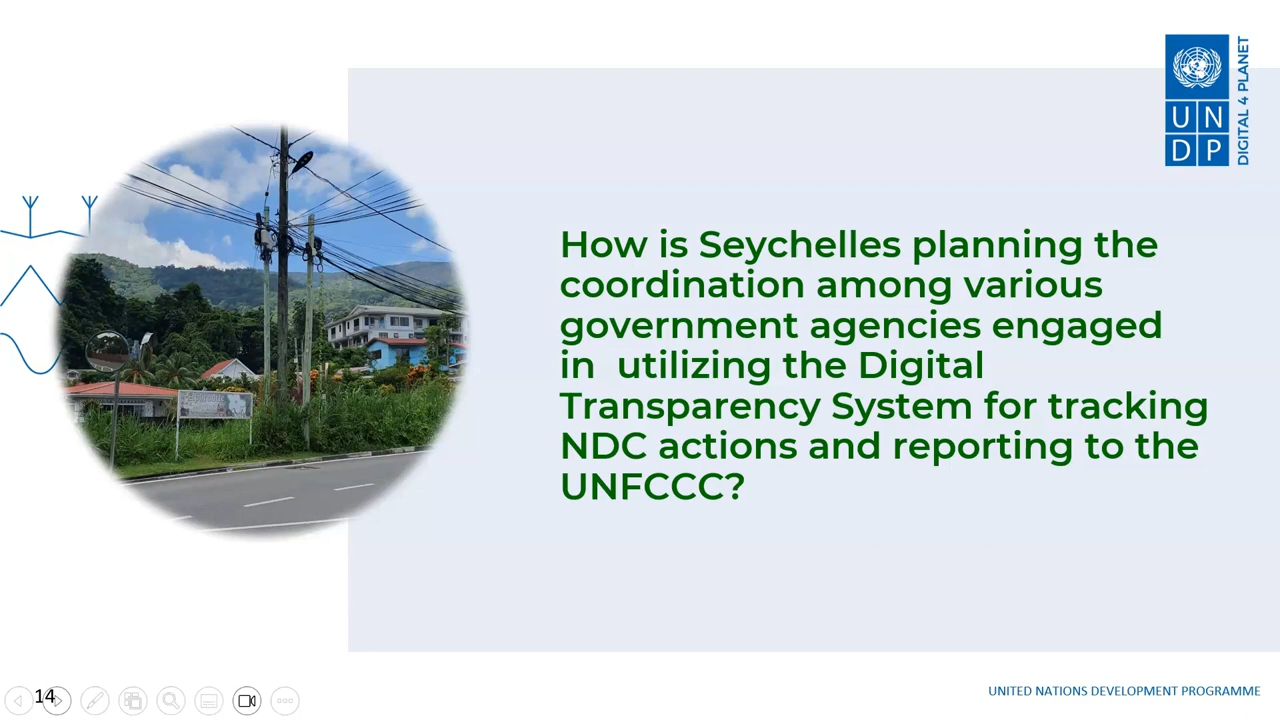 UN
DP
DIGITAL 4 PLANET
How is Seychelles planning the
coordination among various
government agencies engaged
in  utilizing the Digital
Transparency System for tracking
NDC actions and reporting to the
UNFCCC?
14
UNITED NATIONS DEVELOPMENT PROGRAMME